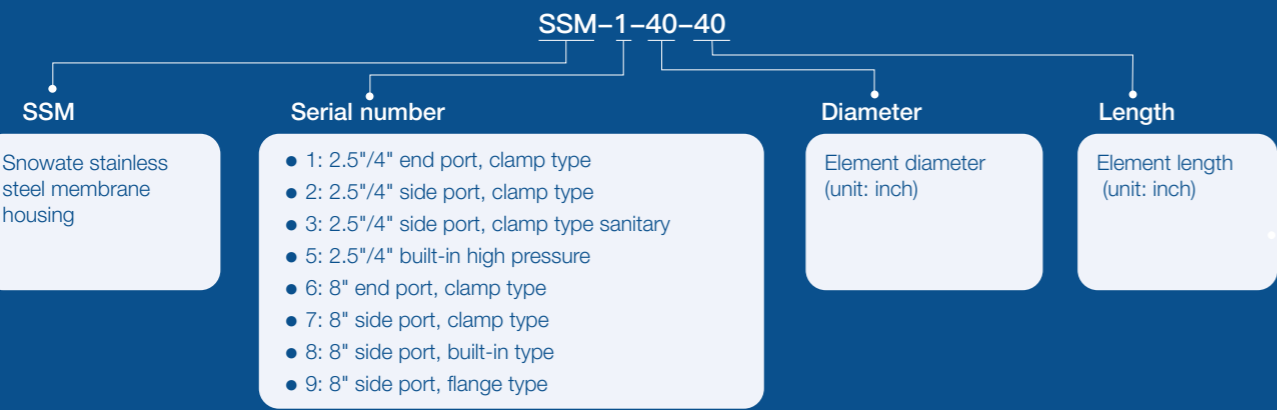 SSM–1–40–40
SSM
Snowate stainless
steel membrane
housing
Serial number
● 1: 2.5"/4" end port, clamp type
● 2: 2.5"/4" side port, clamp type
● 3: 2.5"/4" side port, clamp type sanitary
● 5: 2.5"/4" built-in high pressure
● 6: 8" end port, clamp type
● 7: 8" side port, clamp type
● 8: 8" side port, built-in type
● 9: 8" side port, flange type
Diameter
Element diameter
(unit: inch)
Length
Element length
(unit: inch)